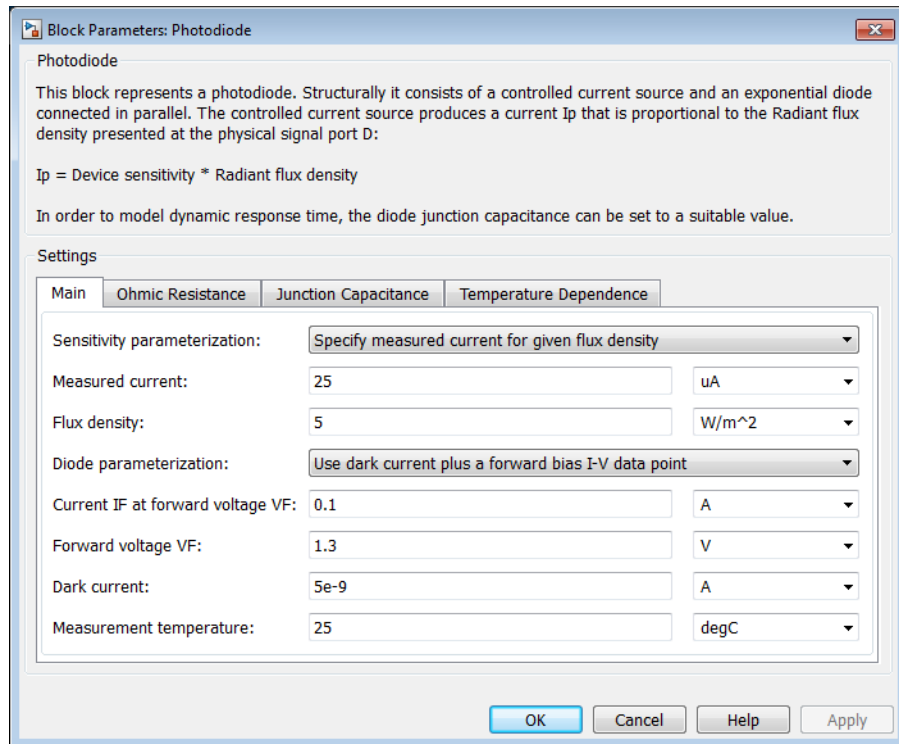 Block Parameters: Photodiode
Photodiode
This block represents a photodiode. Structurally it consists of a controlled current source and an exponential diode
connected in parallel. The controlled current source produces a current Ip that is proportional to the Radiant flux
density presented at the physical signal port D:
Ip = Device sensitivity * Radiant flux density
In order to model dynamic response time, the diode junction capacitance can be set to a suitable value.
Settings
Main Ohmic Resistance Junction Capacitance Temperature Dependence
Sensitivity parameterization: Specify measured current for given flux density
Measured current: 25 uA
Flux density: 5 W/m^2
Diode parameterization: Use dark current plus a forward bias I-V data point
Current IF at forward voltage VF: 0.1 A
Forward voltage VF: 1.3 V
Dark current: 5e-9 A
Measurement temperature: 25 degC
OK Cancel Help Apply